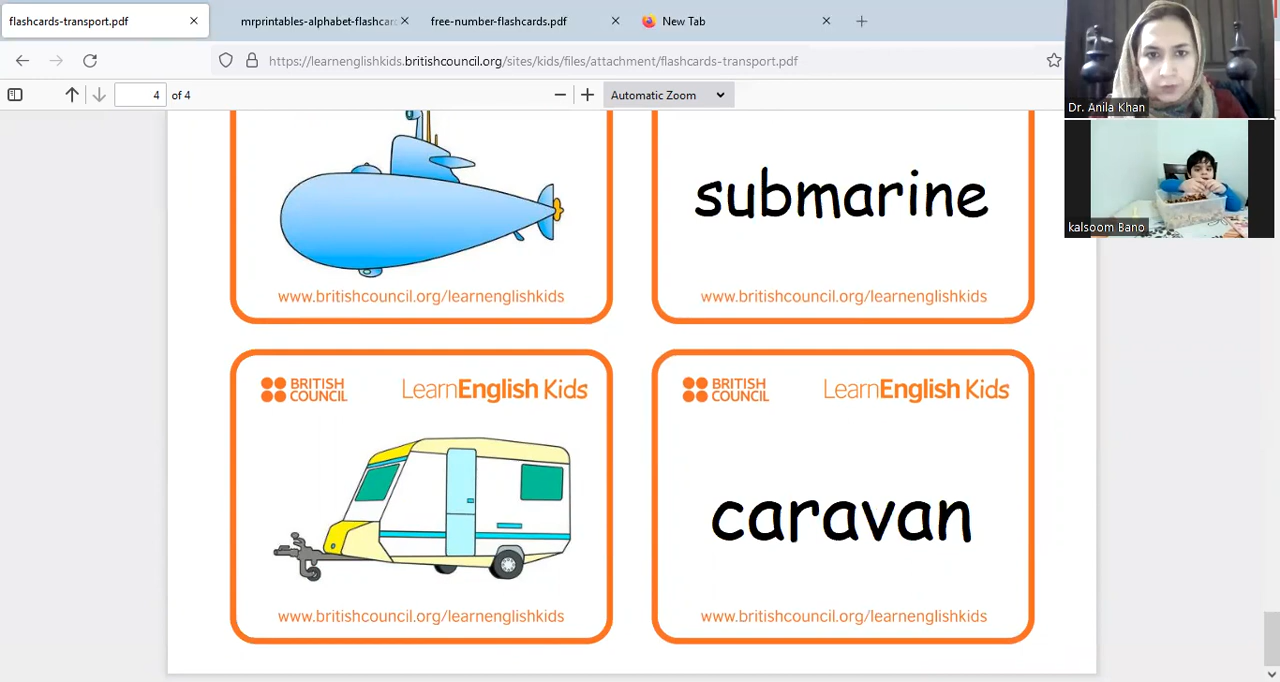 flashcards-transport.pdf
mrprintables-alphabet-flashcar
free-number-flashcards.pdf
New Tab
https://learnenglishkids.britishcouncil.org/sites/kids/files/attachment/flashcards-transport.pdf
4 of 4
Automatic Zoom
Dr. Anila Khan
kalsoom Bano
submarine
www.britishcouncil.org/learnenglishkids
www.britishcouncil.org/learnenglishkids
BRITISH
COUNCIL
LearnEnglish Kids
BRITISH
COUNCIL
LearnEnglish Kids
caravan
www.britishcouncil.org/learnenglishkids
www.britishcouncil.org/learnenglishkids